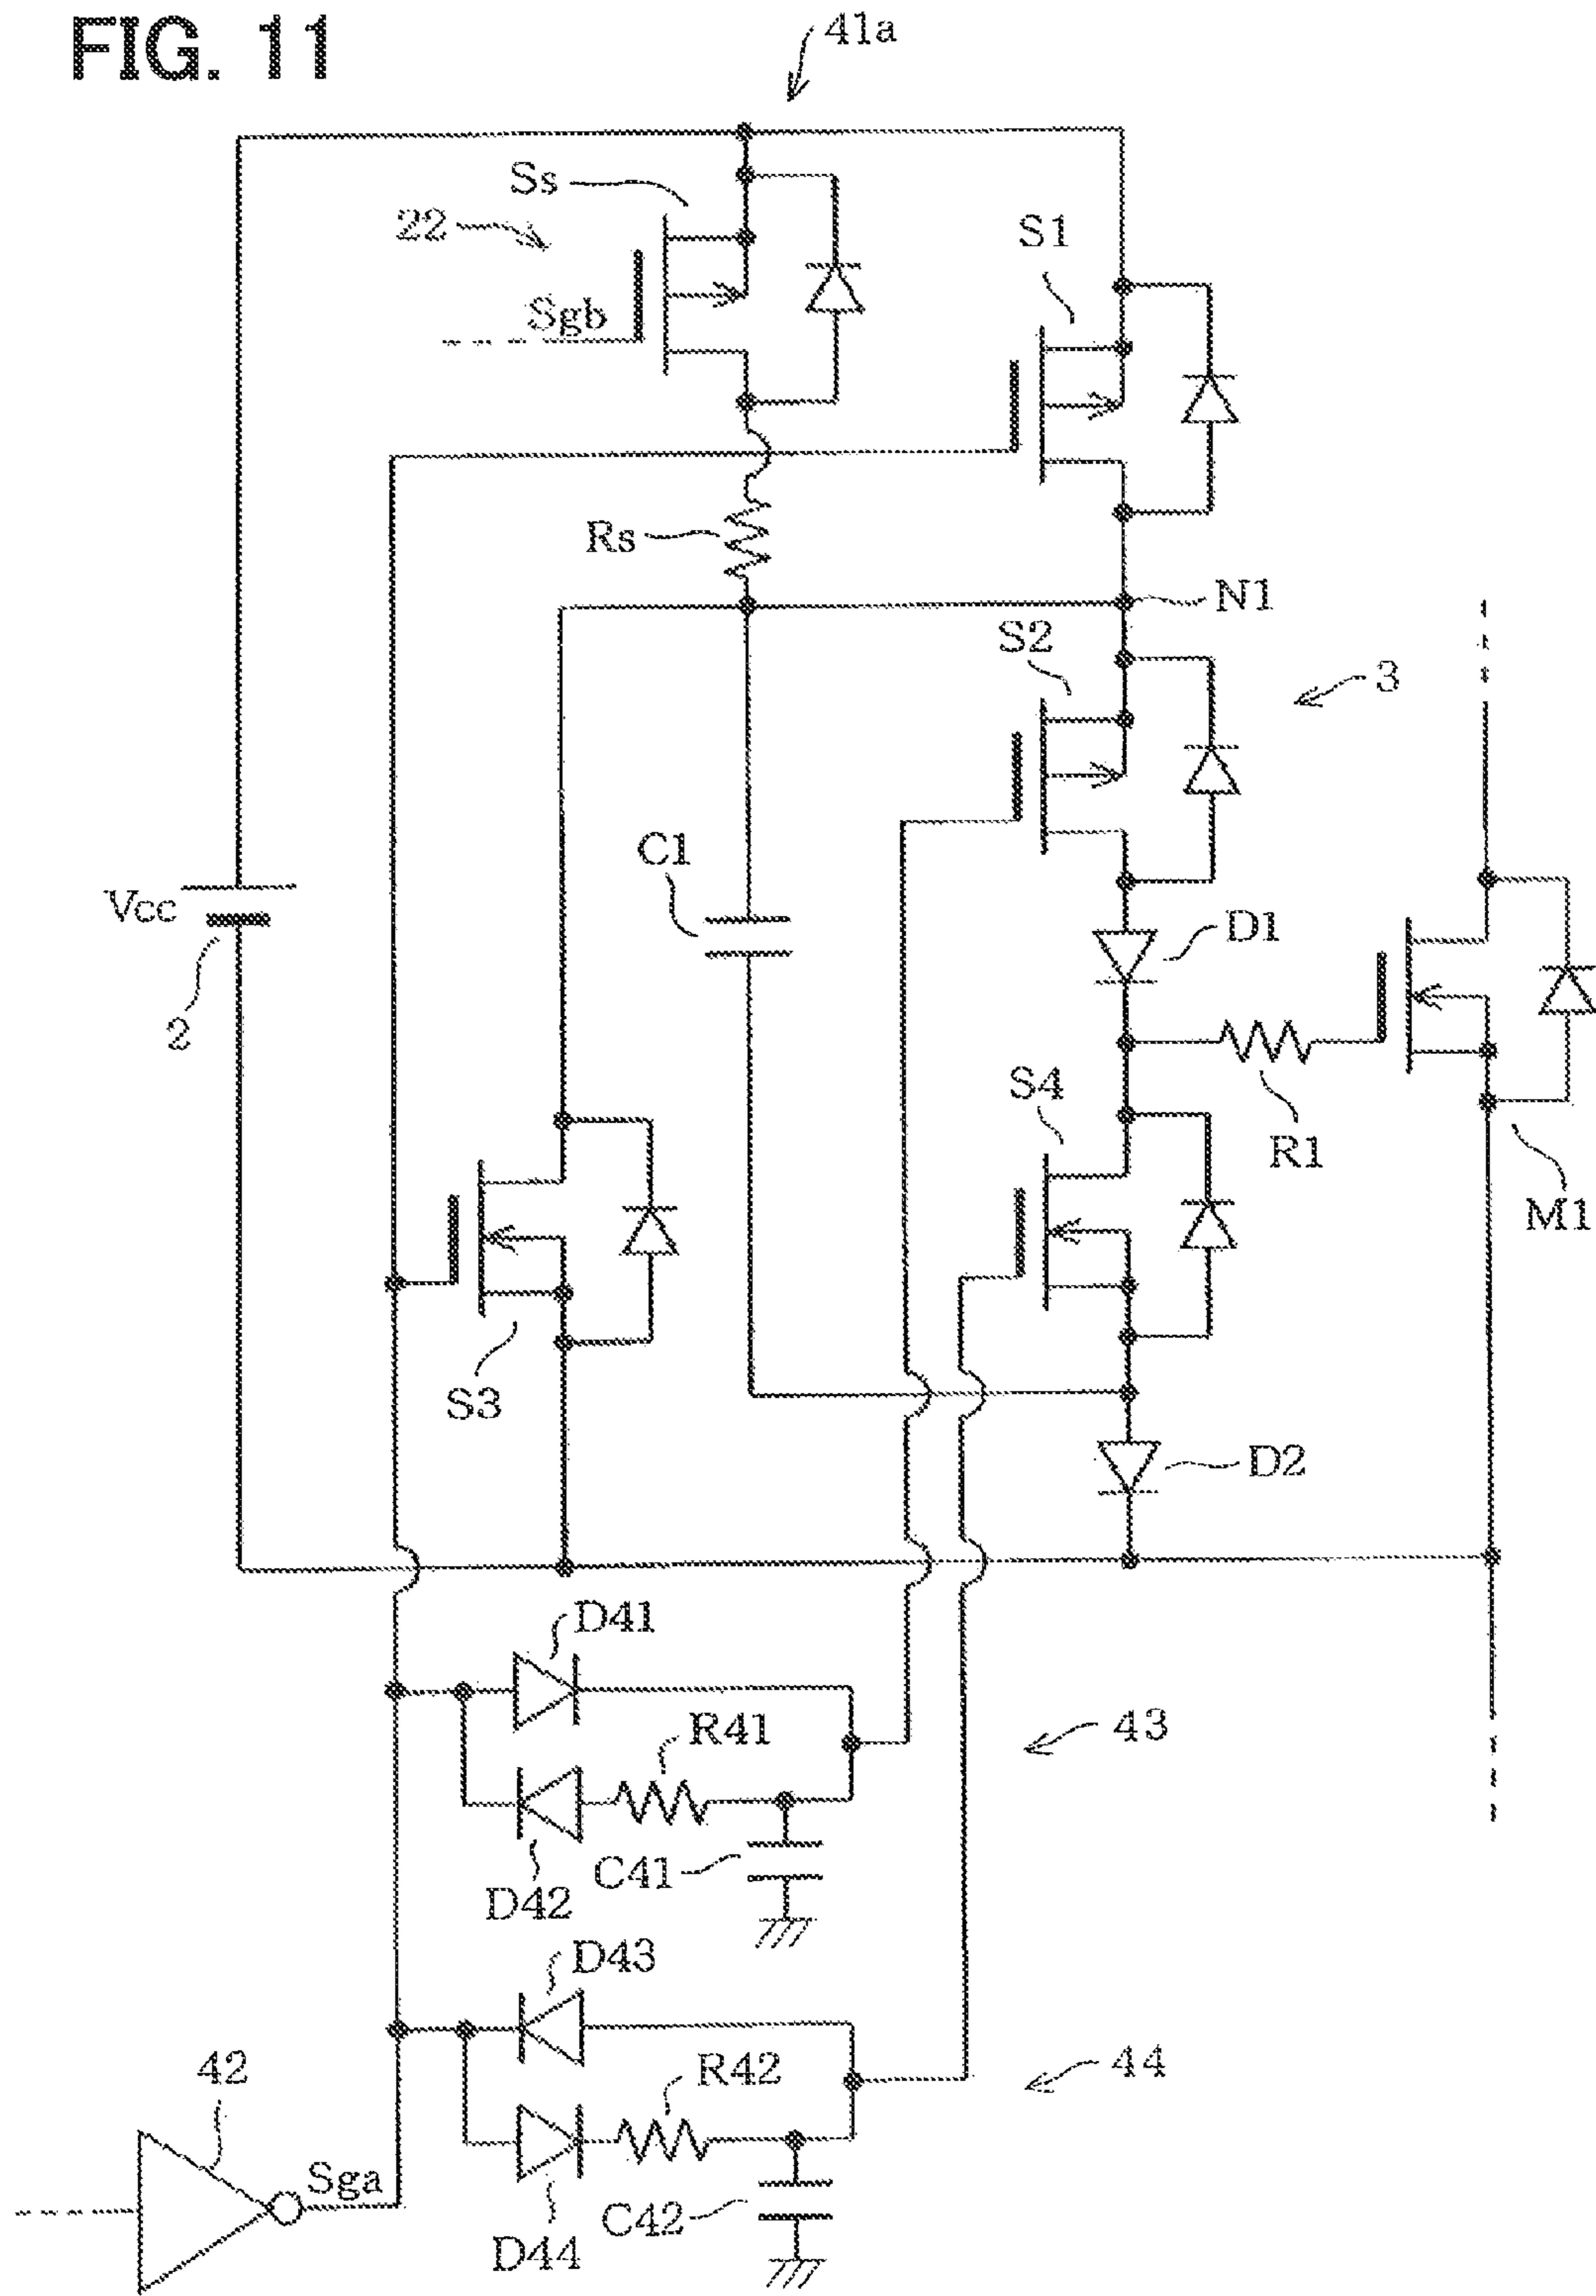 FIG. 11
41a
Ss
22
S1
Sgb
Rs
N1
S2
3
C1
Vcc
D1
2
S4
R1
M1
S3
D2
D41
R41
43
C41
D42
D43
42
R42
44
Sga
C42
D44